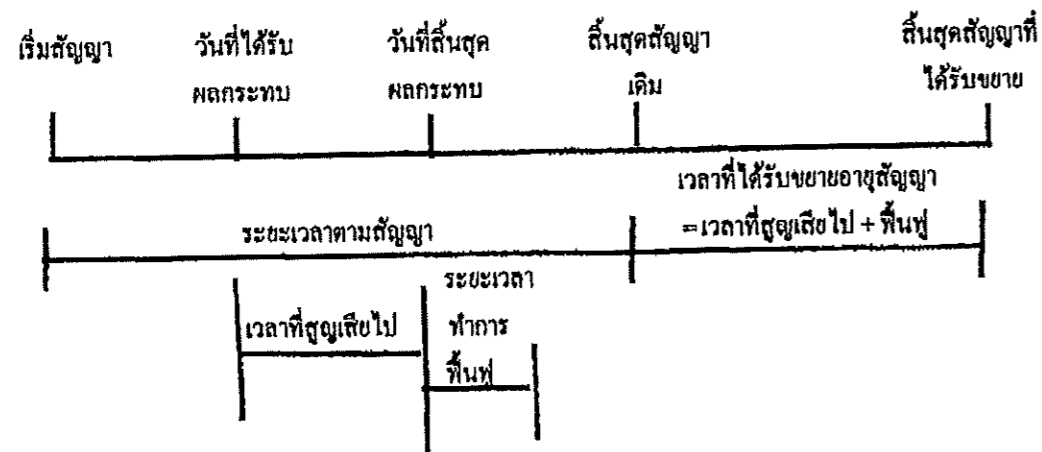 เริ่มสัญญา วันที่ได้รับ วันที่สิ้นสุด สิ้นสุดสัญญา สิ้นสุดสัญญาที่
ผลกระทบ ผลกระทบ เดิม ได้รับขยาย
เวลาที่ได้รับขยายอายุสัญญา
ระยะเวลาตามสัญญา =เวลาที่สูญเสียไป + ฟื้นฟู
ระยะเวลา
เวลาที่สูญเสียไป ทำการ
ฟื้นฟู